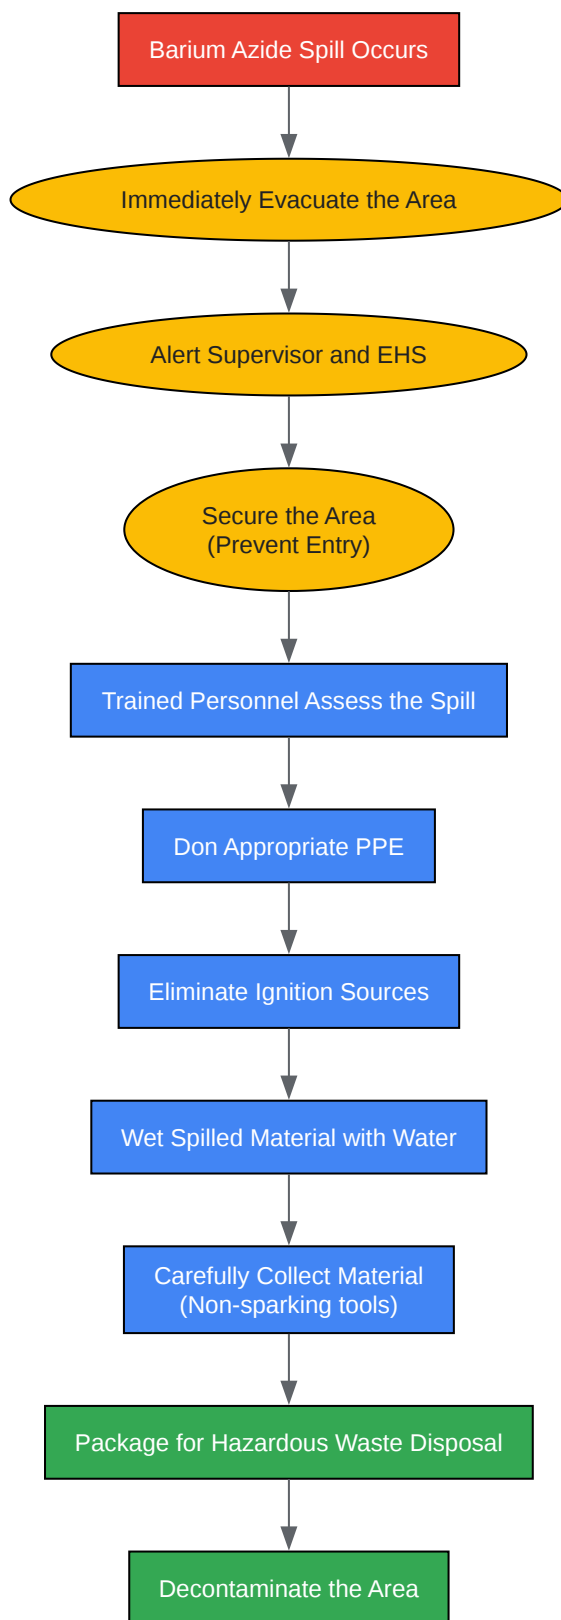 Barium Azide Spill Occurs
Immediately Evacuate the Area
Alert Supervisor and EHS
Secure the Area
(Prevent Entry)
Trained Personnel Assess the Spill
Don Appropriate PPE
Eliminate Ignition Sources
Wet Spilled Material with Water
Carefully Collect Material
(Non-sparking tools)
Package for Hazardous Waste Disposal
Decontaminate the Area